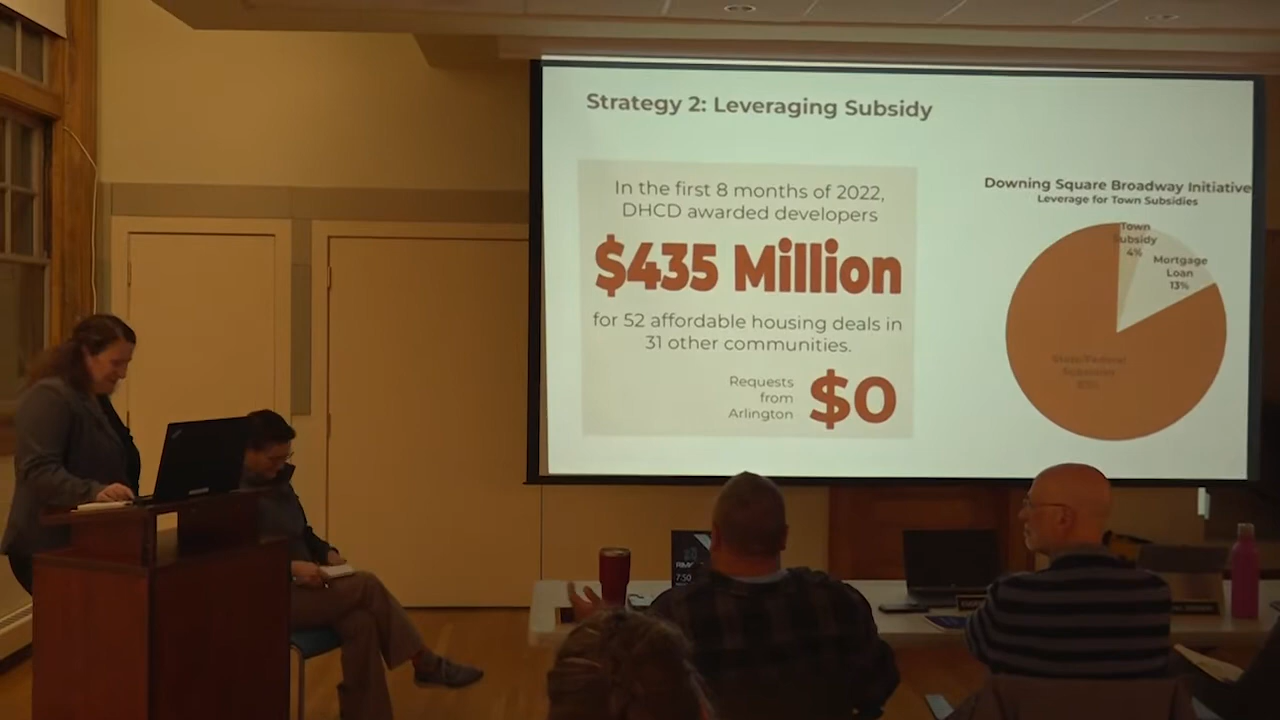 Strategy 2: Leveraging Subsidy
In the first 8 months of 2022,
DHCD awarded developers
$435 Million
for 52 affordable housing deals in
31 other communities.
Requests
from
Arlington
$0
Downing Square Broadway Initiative
Leverage for Town Subsidies
Town
Subsidy
4%
Mortgage
Loan
13%
7:50